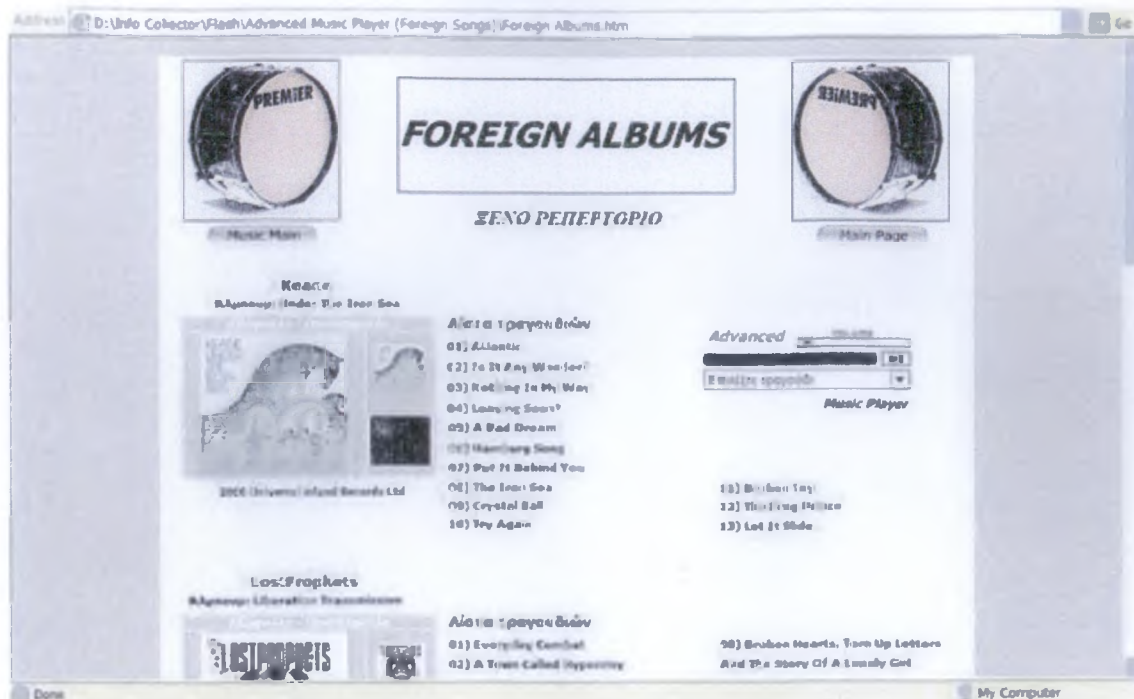 Address D:\Info Collector\Flash\Advanced Music Player (Foreign Songs)\Foreign Albums.htm Go
PREMIER
FOREIGN ALBUMS
PREMIER
ΞΕΝΟ ΡΕΠΕΡΤΟΡΙΟ
Music Main
Main Page
Keane
Άλμπουμ: Under The Iron Sea
Λίστα τραγουδιών
01) Atlantic
02) Is It Any Wonder?
03) Nothing In My Way
04) Leaving Soon?
05) A Bad Dream
06) Hamburg Song
07) Put It Behind You
08) The Iron Sea
09) Crystal Ball
10) Try Again
Advanced
Επιλέξτε τραγούδι
Music Player
11) Broken Toy
12) The Frog Prince
13) Let It Slide
2006 Universal Island Records Ltd
LostProphets
Άλμπουμ: Liberation Transmission
LOSTPROPHETS
Λίστα τραγουδιών
01) Everyday Combat
02) A Town Called Hypocrisy
08) Broken Hearts, Torn Up Letters
And The Story Of A Lonely Girl
Done
My Computer